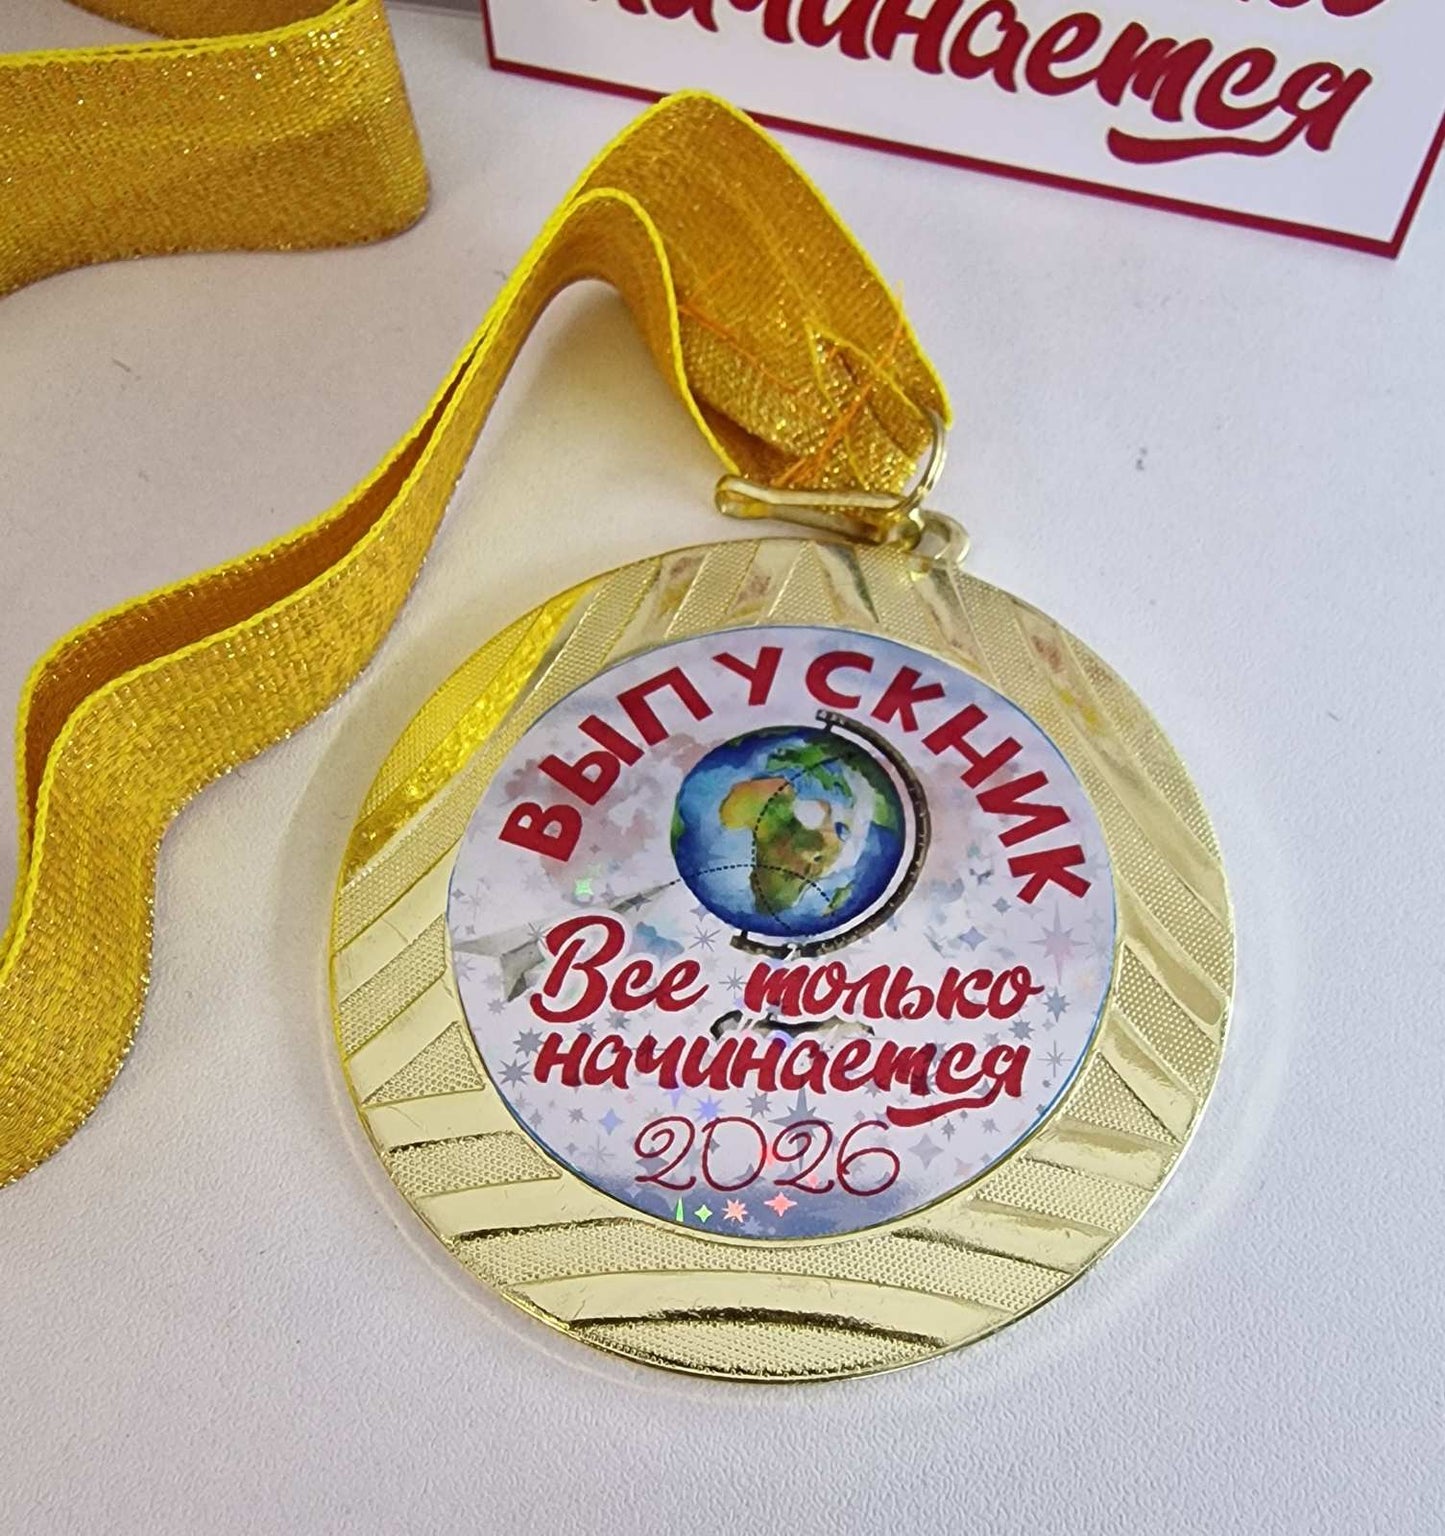 начинается
ВЫПУСКНИК
Все только
начинается
2026